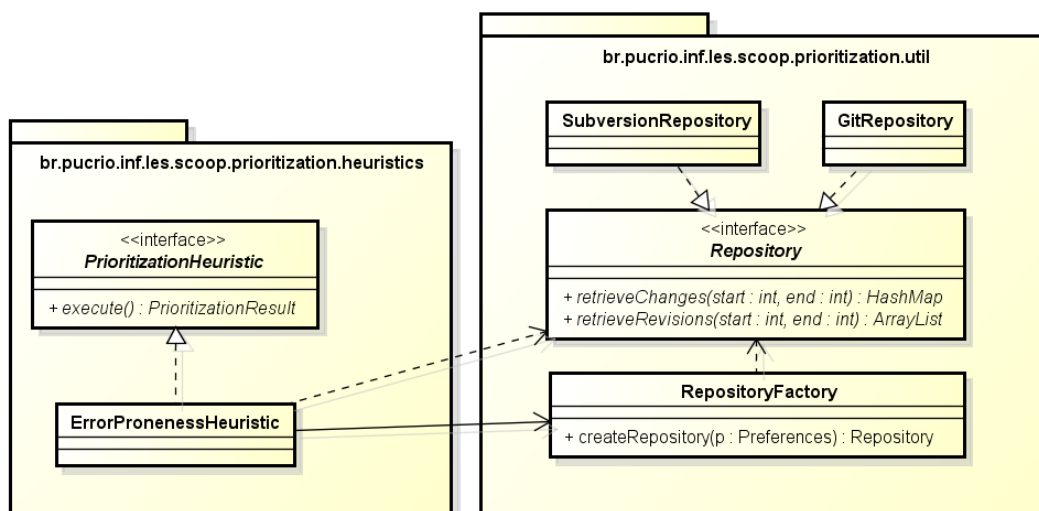 br.pucrio.inf.les.scoop.prioritization.heuristics
<<interface>>
PrioritizationHeuristic
+ execute() : PrioritizationResult
ErrorPronenessHeuristic
br.pucrio.inf.les.scoop.prioritization.util
SubversionRepository
GitRepository
<<interface>>
Repository
+ retrieveChanges(start : int, end : int) : HashMap
+ retrieveRevisions(start : int, end : int) : ArrayList
RepositoryFactory
+ createRepository(p : Preferences) : Repository